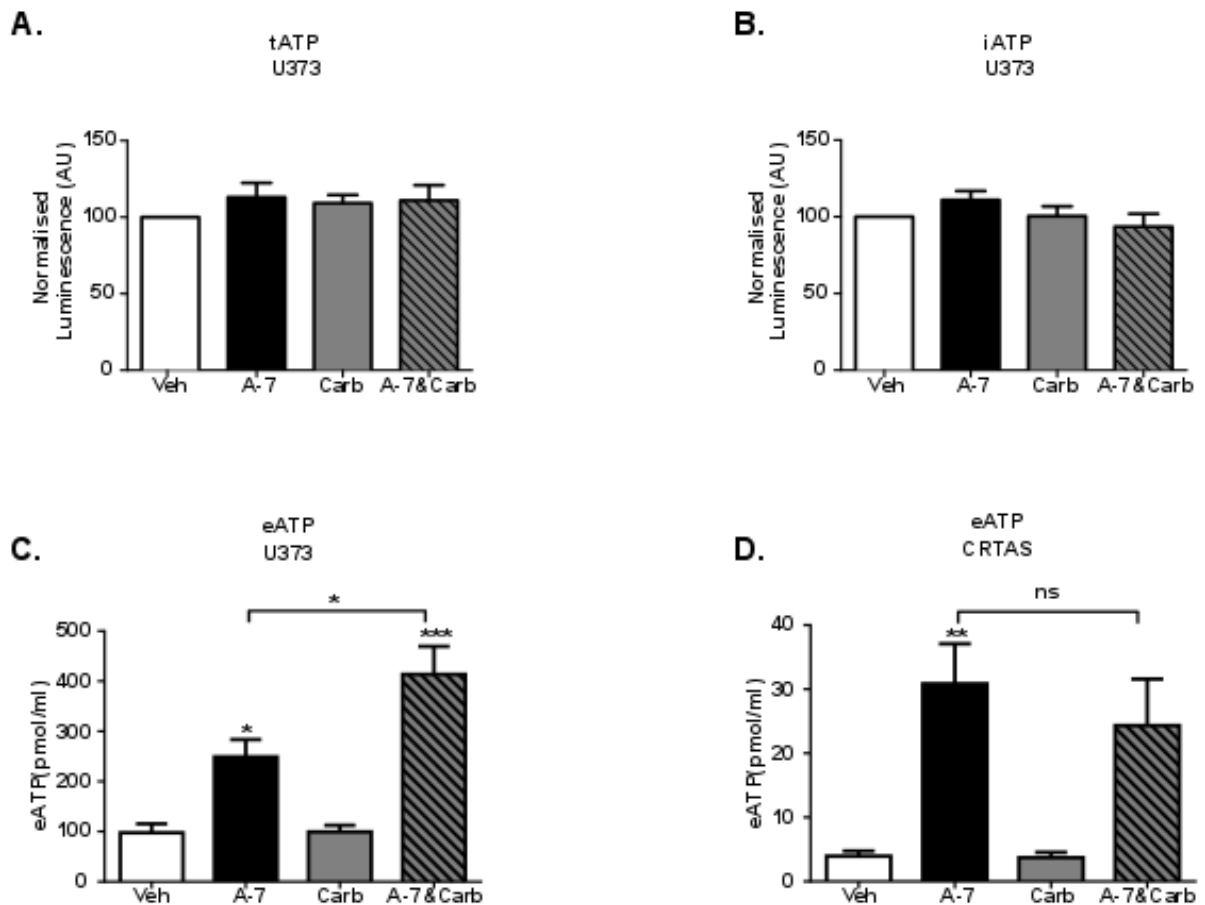 A.
tATP
U373
Normalised
Luminescence (AU)
150
100
50
0
Veh A-7 Carb A-7&Carb
B.
iATP
U373
Normalised
Luminescence (AU)
150
100
50
0
Veh A-7 Carb A-7&Carb
C.
eATP
U373
eATP(pmol/ml)
500
400
300
200
100
0
*
*
***
Veh A-7 Carb A-7&Carb
D.
eATP
CRTAS
eATP(pmol/ml)
40
30
20
10
0
ns
**
Veh A-7 Carb A-7&Carb